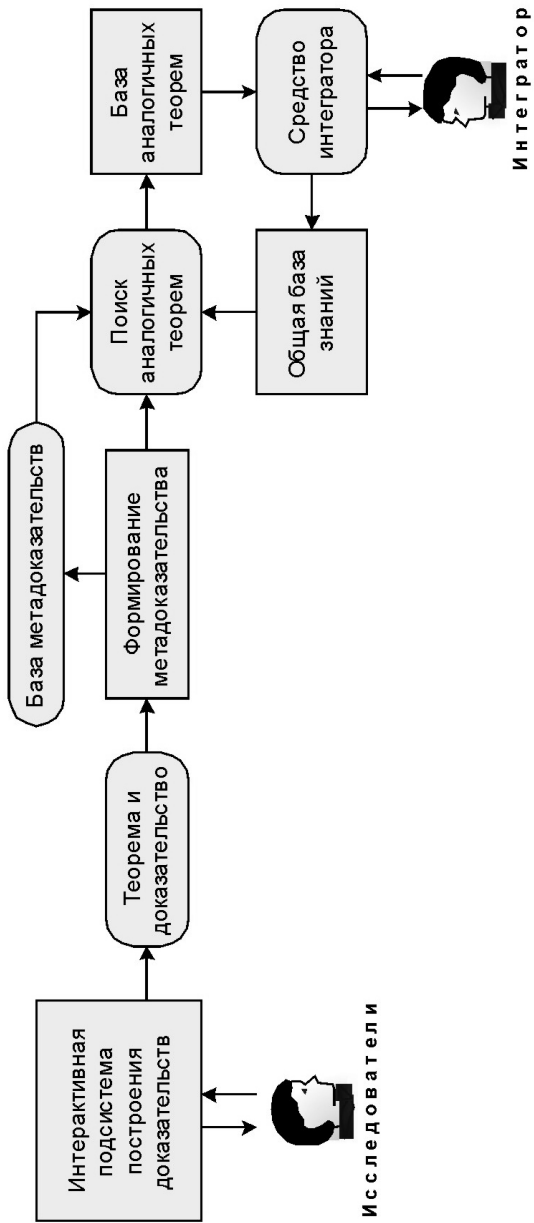 Интерактивная
подсистема
построения
доказательств
Исследователи
Теорема и
доказательство
Формирование
метадоказательства
База метадоказательств
Поиск
аналогичных
теорем
База
аналогичных
теорем
Общая база
знаний
Средство
интегратора
Интегратор